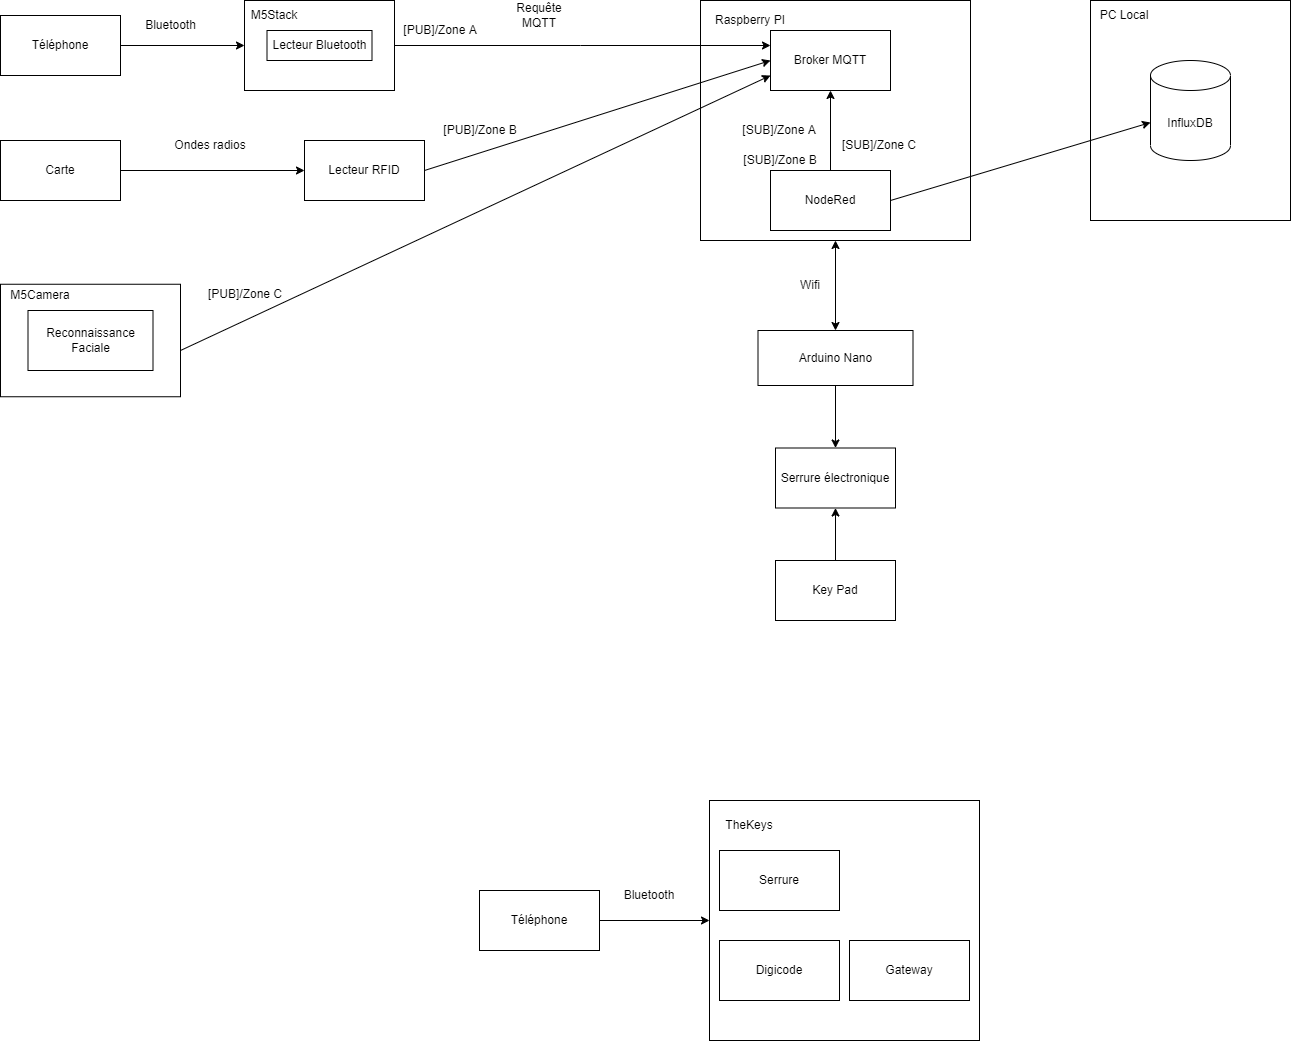 Téléphone
Bluetooth
M5Stack
Lecteur Bluetooth
[PUB]/Zone A
Requête
MQTT
Raspberry PI
Broker MQTT
PC Local
InfluxDB
Carte
Ondes radios
Lecteur RFID
[PUB]/Zone B
[SUB]/Zone A
[SUB]/Zone B
[SUB]/Zone C
NodeRed
M5Camera
Reconnaissance
Faciale
[PUB]/Zone C
Wifi
Arduino Nano
Serrure électronique
Key Pad
Téléphone
Bluetooth
TheKeys
Serrure
Digicode
Gateway